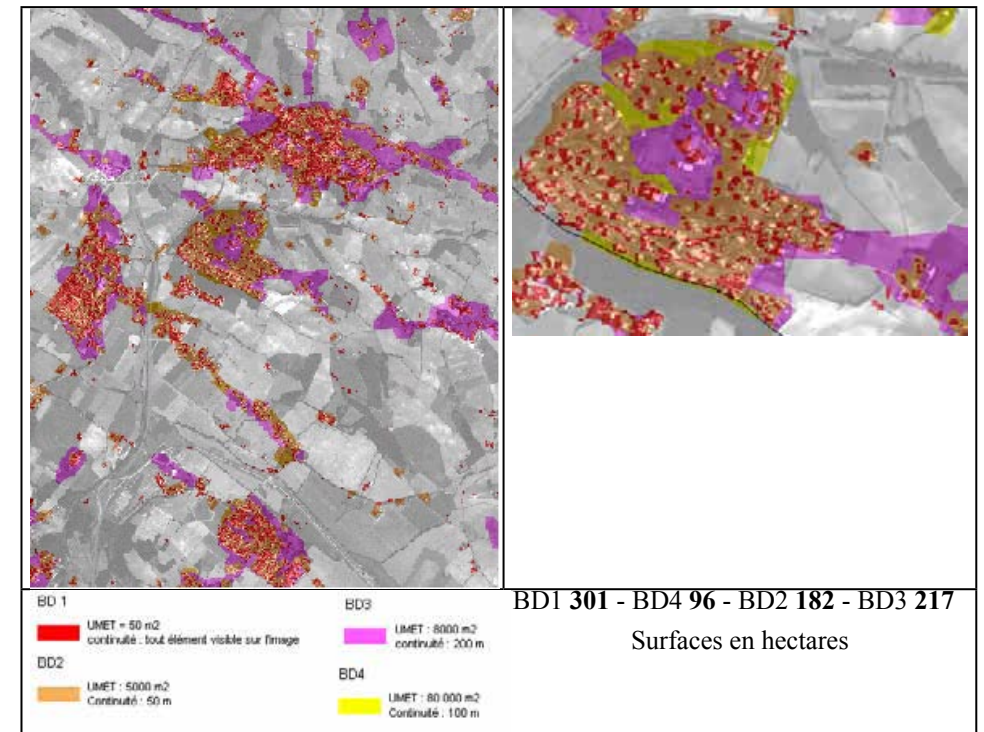 BD 1
UMET = 50 m2
continuité : tout élément visible sur l'image
BD2
UMET : 5000 m2
Continuité : 50 m
BD3
UMET : 8000 m2
continuité : 200 m
BD4
UMET : 80 000 m2
Continuité : 100 m
BD1 301 - BD4 96 - BD2 182 - BD3 217
Surfaces en hectares